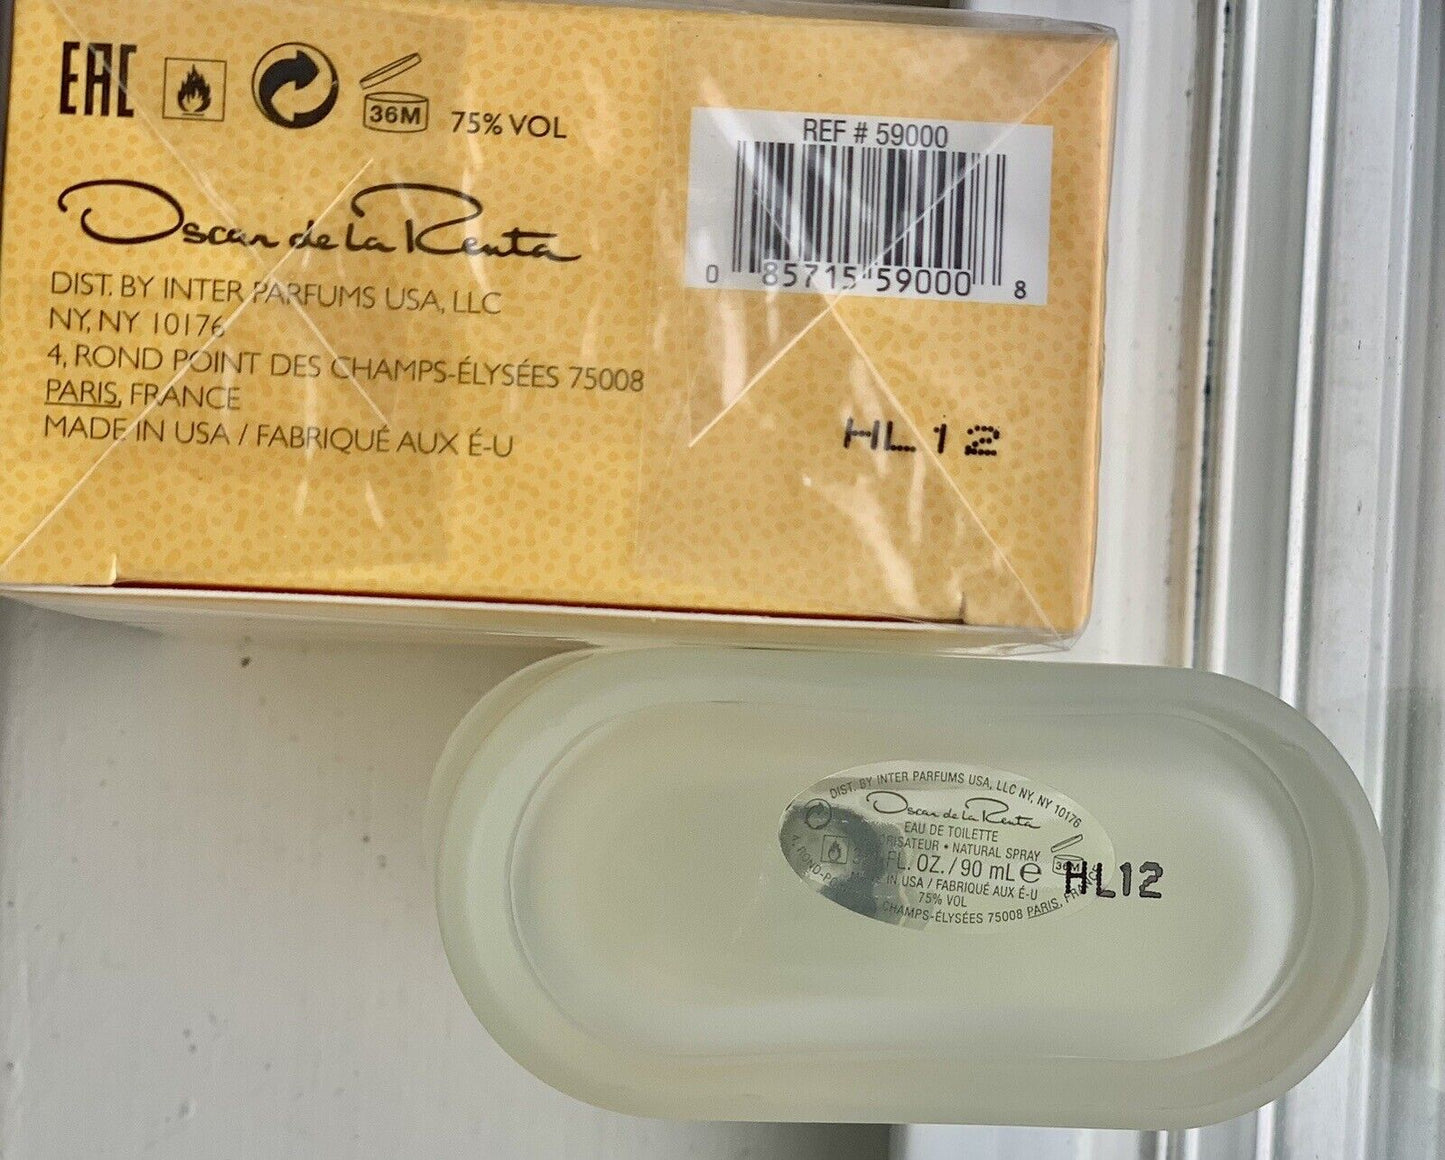 EAC
36M
75% VOL
REF # 59000
0 85715 59000 8
Oscar de la Renta
DIST. BY INTER PARFUMS USA, LLC
NY, NY 10176
4, ROND POINT DES CHAMPS-ÉLYSÉES 75008
PARIS, FRANCE
MADE IN USA / FABRIQUÉ AUX É-U
HL12
DIST. BY INTER PARFUMS USA, LLC NY, NY 10176
Oscar de la Renta
EAU DE TOILETTE
NATURAL SPRAY
FL. OZ. / 90 mL e
36M
HL12
IN USA / FABRIQUÉ AUX É-U
75% VOL
CHAMPS-ÉLYSÉES 75008 PARIS,